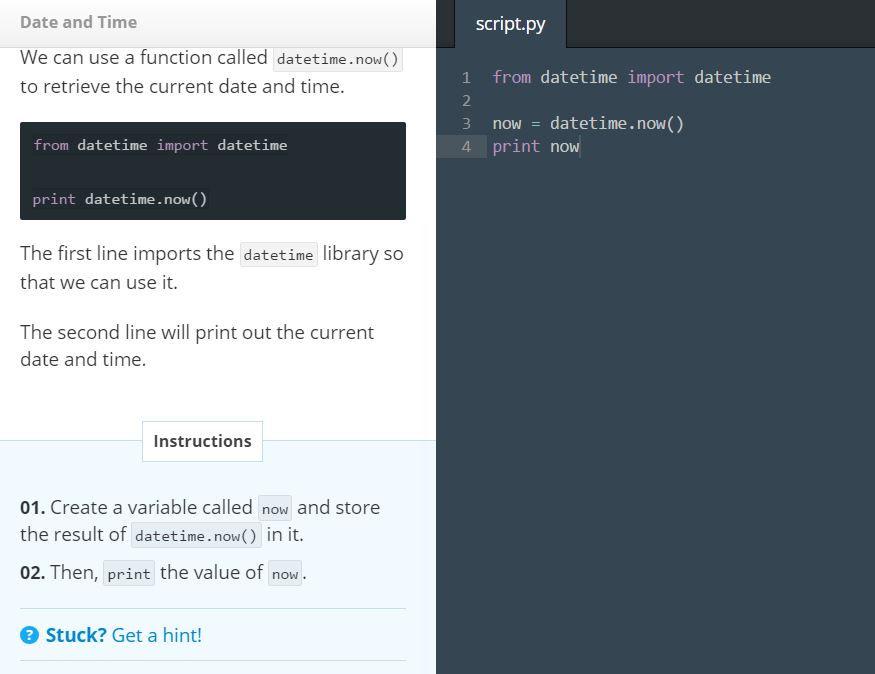 Date and Time
We can use a function called datetime.now()
to retrieve the current date and time.
from datetime import datetime
print datetime.now()
The first line imports the datetime library so
that we can use it.
The second line will print out the current
date and time.
Instructions
01. Create a variable called now and store
the result of datetime.now() in it.
02. Then, print the value of now.
? Stuck? Get a hint!
script.py
1 from datetime import datetime
2
3 now = datetime.now()
4 print now